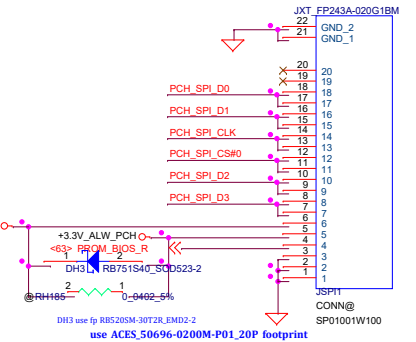 JXT_FP243A-020G1BM
22 GND_2
21 GND_1
20 20
19 19
PCH_SPI_D0 18 18
17 17
PCH_SPI_D1 16 16
15 15
PCH_SPI_CLK 14 14
13 13
PCH_SPI_CS#0 12 12
11 11
PCH_SPI_D2 10 10
9 9
PCH_SPI_D3 8 8
7 7
6 6
+3.3V_ALW_PCH 5 5
<63> PROM_BIOS_R 4 4
3 3
1 2 2 2
DH3 RB751S40_SOD523-2 1 1
1 2 JSPI1
@RH185 0_0402_5% CONN@
DH3 use fp RB520SM-30T2R_EMD2-2 SP01001W100
use ACES_50696-0200M-P01_20P footprint